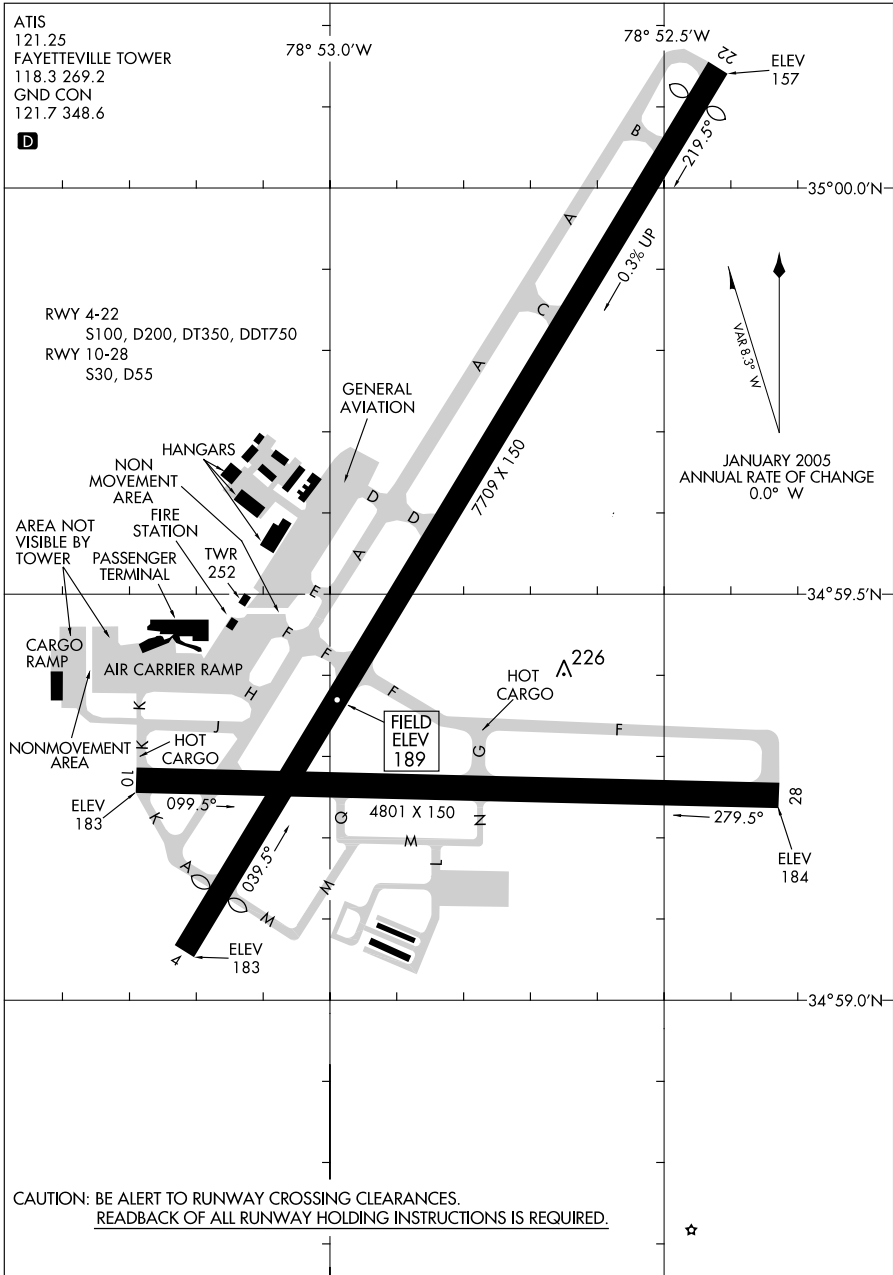 ATIS
121.25
FAYETTEVILLE TOWER
118.3 269.2
GND CON
121.7 348.6
D
78° 53.0'W
78° 52.5'W
22
ELEV
157
B
219.5°
35°00.0'N
A
0.3% UP
C
VAR 8.3° W
RWY 4-22
S100, D200, DT350, DDT750
RWY 10-28
S30, D55
A
GENERAL
AVIATION
JANUARY 2005
ANNUAL RATE OF CHANGE
0.0° W
HANGARS
NON
MOVEMENT
AREA
7709 X 150
D
D
FIRE
STATION
AREA NOT
VISIBLE BY
TOWER
PASSENGER
TERMINAL
TWR
252
A
E
34°59.5'N
F
F
CARGO
RAMP
AIR CARRIER RAMP
226
HOT
CARGO
H
F
K
J
FIELD
ELEV
189
F
G
NONMOVEMENT
AREA
K
HOT
CARGO
10
ELEV
183
099.5°
4801 X 150
279.5°
28
ELEV
184
K
Q
N
M
L
A
039.5°
M
M
4
ELEV
183
34°59.0'N
CAUTION: BE ALERT TO RUNWAY CROSSING CLEARANCES.
READBACK OF ALL RUNWAY HOLDING INSTRUCTIONS IS REQUIRED.